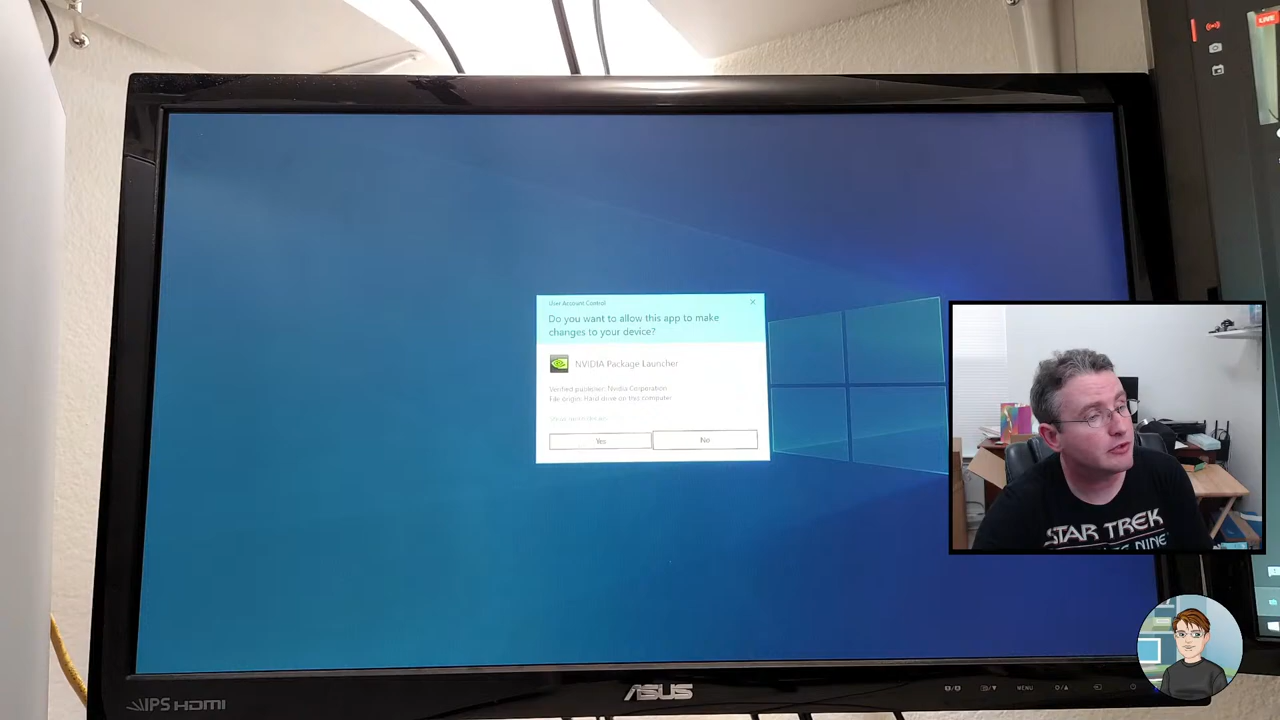 LIVE
User Account Control
Do you want to allow this app to make
changes to your device?
NVIDIA Package Launcher
Verified publisher: Nvidia Corporation
File origin: Hard drive on this computer
Yes
No
STAR TREK
NINE
IPS HDMI
ASUS
MENU